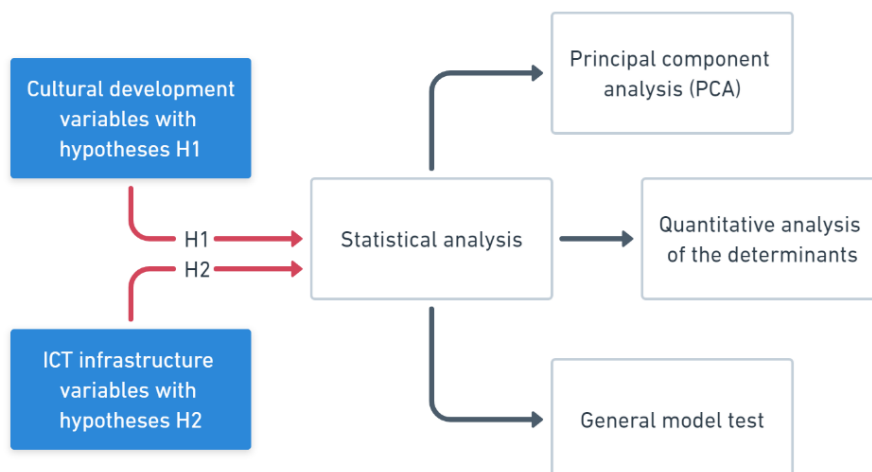 Cultural development
variables with
hypotheses H1
H1
H2
ICT infrastructure
variables with
hypotheses H2
Statistical analysis
Principal component
analysis (PCA)
Quantitative analysis
of the determinants
General model test